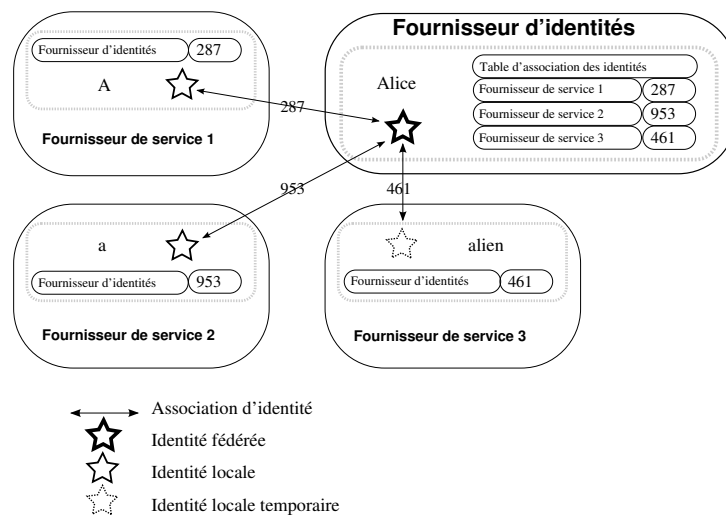 Fournisseur d'identités 287
A
Fournisseur de service 1
Fournisseur d'identités
Alice
Table d'association des identités
Fournisseur de service 1 287
Fournisseur de service 2 953
Fournisseur de service 3 461
287
953
461
a
Fournisseur d'identités 953
Fournisseur de service 2
alien
Fournisseur d'identités 461
Fournisseur de service 3
Association d'identité
Identité fédérée
Identité locale
Identité locale temporaire